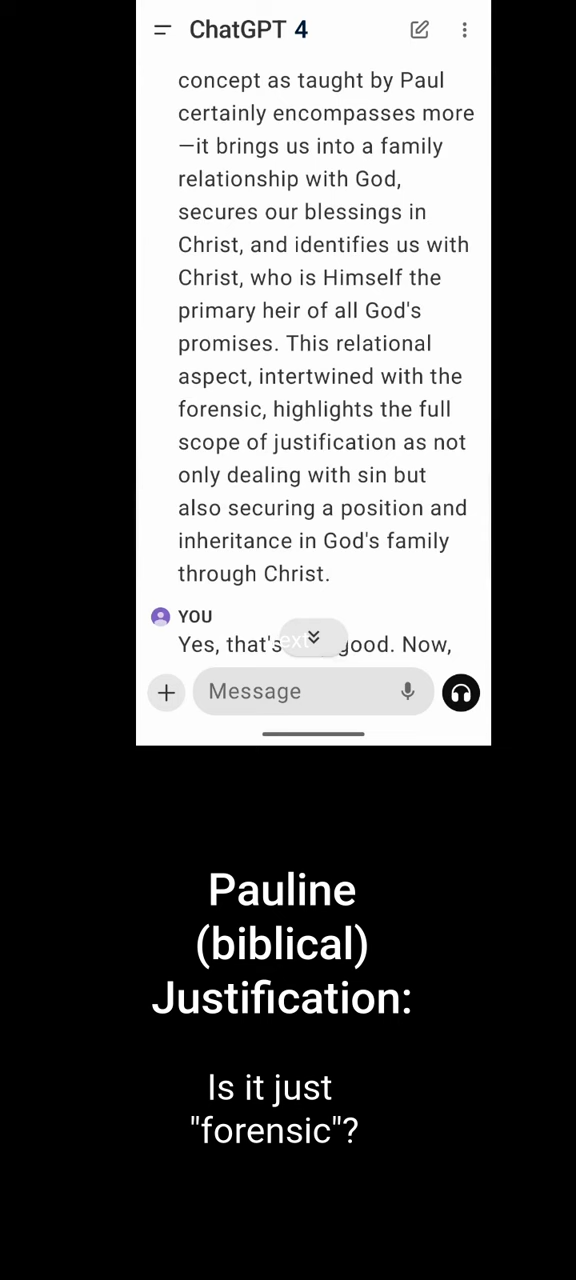 ChatGPT 4
concept as taught by Paul
certainly encompasses more
—it brings us into a family
relationship with God,
secures our blessings in
Christ, and identifies us with
Christ, who is Himself the
primary heir of all God's
promises. This relational
aspect, intertwined with the
forensic, highlights the full
scope of justification as not
only dealing with sin but
also securing a position and
inheritance in God's family
through Christ.
YOU
Yes, that's good. Now,
Message
Pauline
(biblical)
Justification:
Is it just
"forensic"?